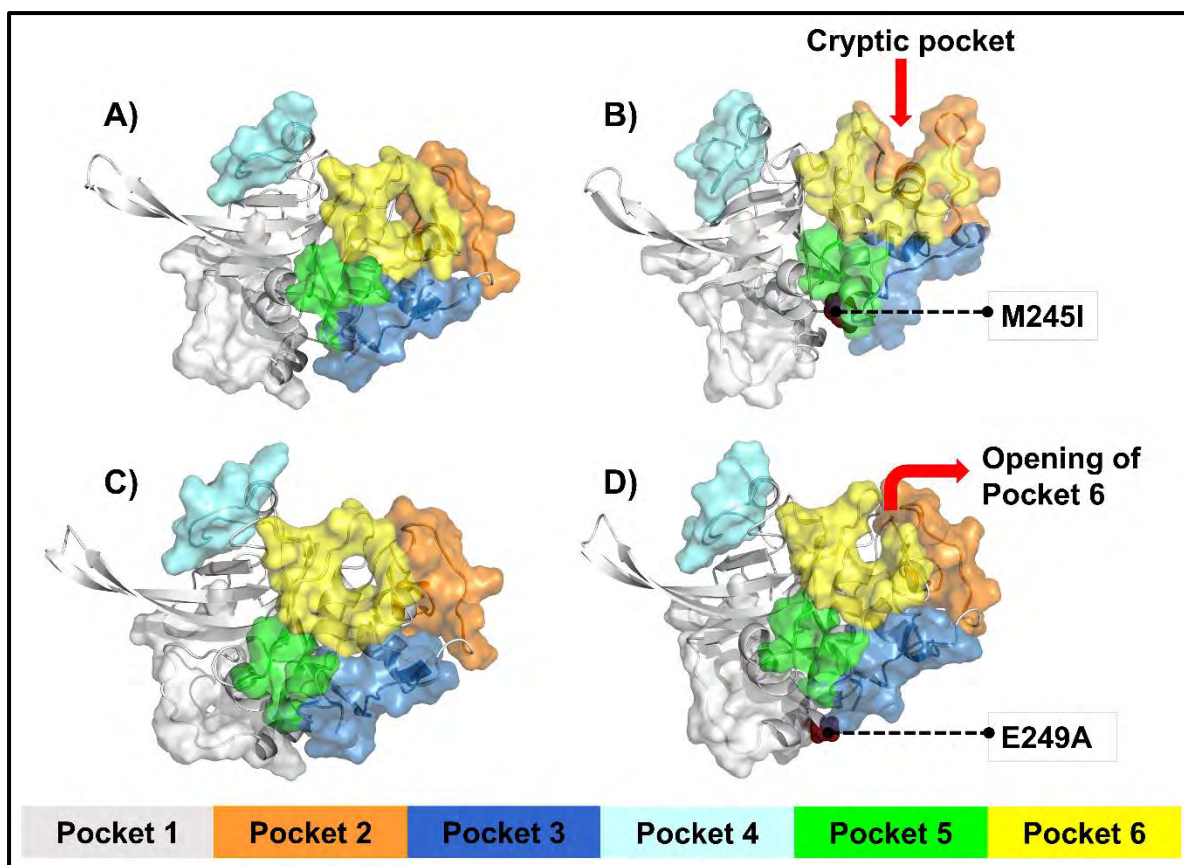 Cryptic pocket
A)
B)
M245I
C)
D)
Opening of
Pocket 6
E249A
Pocket 1 Pocket 2 Pocket 3 Pocket 4 Pocket 5 Pocket 6